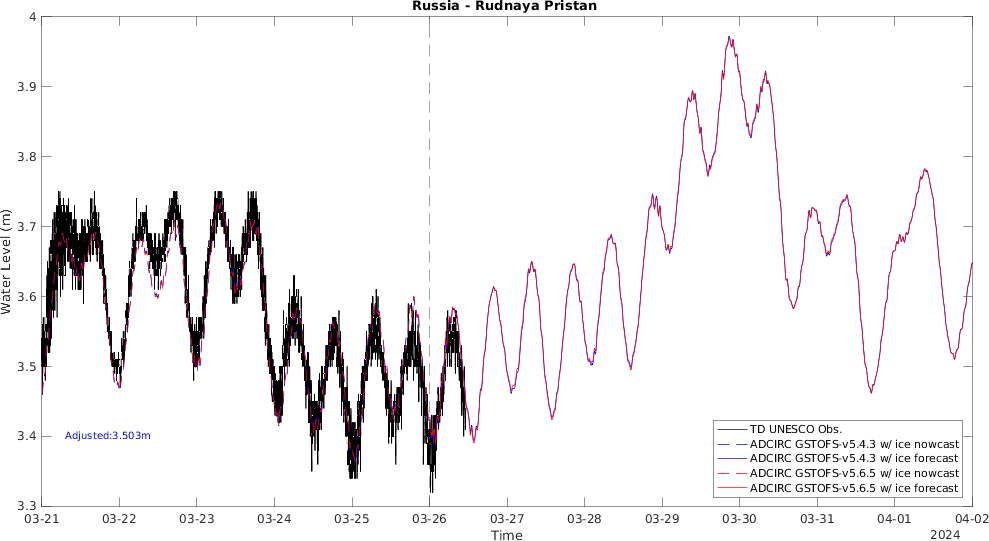 Russia - Rudnaya Pristan
4
3.9
3.8
3.7
3.6
3.5
3.4
3.3
Water Level (m)
Adjusted:3.503m
TD UNESCO Obs.
ADCIRC GSTOFS-v5.4.3 w/ ice nowcast
ADCIRC GSTOFS-v5.4.3 w/ ice forecast
ADCIRC GSTOFS-v5.6.5 w/ ice nowcast
ADCIRC GSTOFS-v5.6.5 w/ ice forecast
03-21 03-22 03-23 03-24 03-25 03-26 03-27 03-28 03-29 03-30 03-31 04-01 04-02
Time
2024